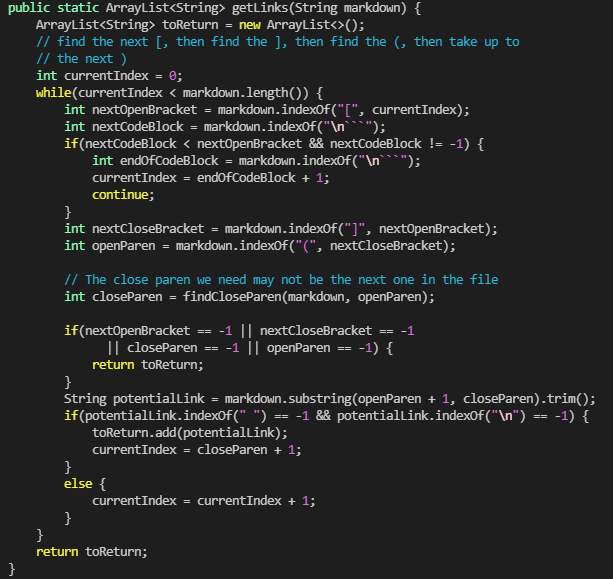 public static ArrayList<String> getLinks(String markdown) {
    ArrayList<String> toReturn = new ArrayList<>();
    // find the next [, then find the ], then find the (, then take up to
    // the next )
    int currentIndex = 0;
    while(currentIndex < markdown.length()) {
        int nextOpenBracket = markdown.indexOf("[", currentIndex);
        int nextCodeBlock = markdown.indexOf("\n```");
        if(nextCodeBlock < nextOpenBracket && nextCodeBlock != -1) {
            int endOfCodeBlock = markdown.indexOf("\n```");
            currentIndex = endOfCodeBlock + 1;
            continue;
        }
        int nextCloseBracket = markdown.indexOf("]", nextOpenBracket);
        int openParen = markdown.indexOf("(", nextCloseBracket);

        // The close paren we need may not be the next one in the file
        int closeParen = findCloseParen(markdown, openParen);

        if(nextOpenBracket == -1 || nextCloseBracket == -1
              || closeParen == -1 || openParen == -1) {
            return toReturn;
        }
        String potentialLink = markdown.substring(openParen + 1, closeParen).trim();
        if(potentialLink.indexOf(" ") == -1 && potentialLink.indexOf("\n") == -1) {
            toReturn.add(potentialLink);
            currentIndex = closeParen + 1;
        }
        else {
            currentIndex = currentIndex + 1;
        }
    }
    return toReturn;
}